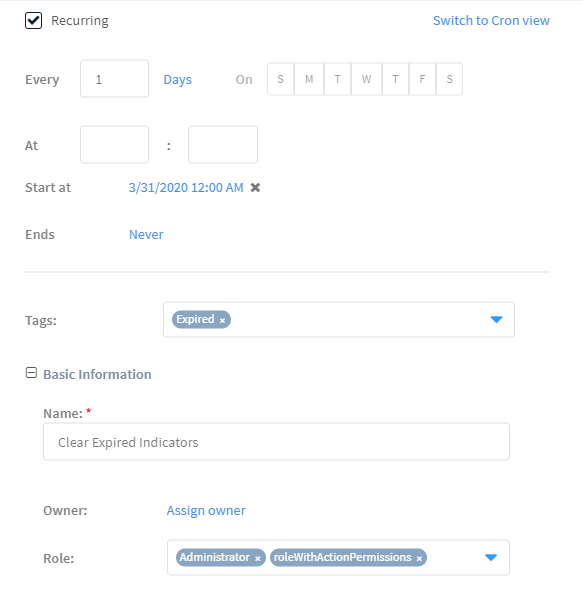 Recurring Switch to Cron view
Every 1 Days On S M T W T F S
At :
Start at 3/31/2020 12:00 AM ✖
Ends Never
Tags: Expired ×
Basic Information
Name: *
Clear Expired Indicators
Owner: Assign owner
Role: Administrator × roleWithActionPermissions ×